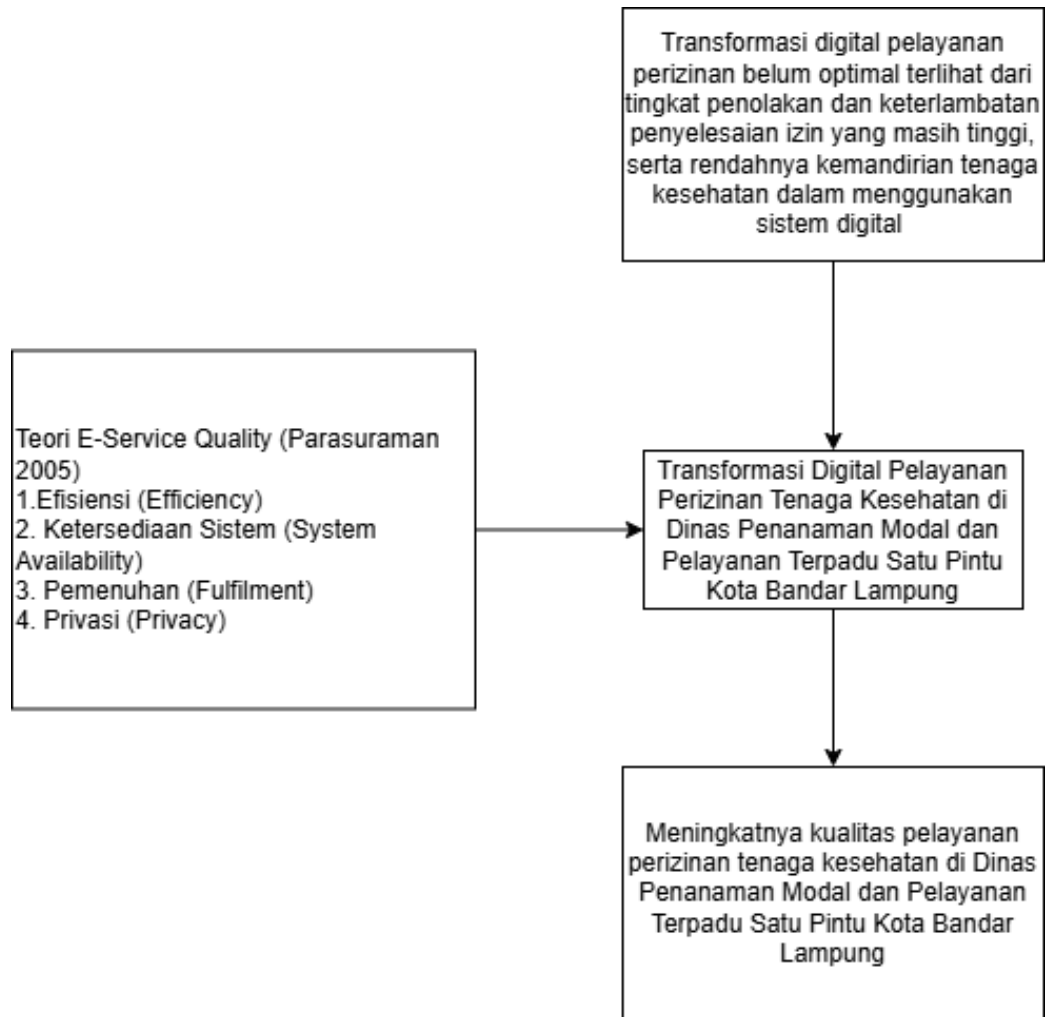 Transformasi digital pelayanan
perizinan belum optimal terlihat dari
tingkat penolakan dan keterlambatan
penyelesaian izin yang masih tinggi,
serta rendahnya kemandirian tenaga
kesehatan dalam menggunakan
sistem digital
Teori E-Service Quality (Parasuraman
2005)
1.Efisiensi (Efficiency)
2. Ketersediaan Sistem (System
Availability)
3. Pemenuhan (Fulfilment)
4. Privasi (Privacy)
Transformasi Digital Pelayanan
Perizinan Tenaga Kesehatan di
Dinas Penanaman Modal dan
Pelayanan Terpadu Satu Pintu
Kota Bandar Lampung
Meningkatnya kualitas pelayanan
perizinan tenaga kesehatan di Dinas
Penanaman Modal dan Pelayanan
Terpadu Satu Pintu Kota Bandar
Lampung